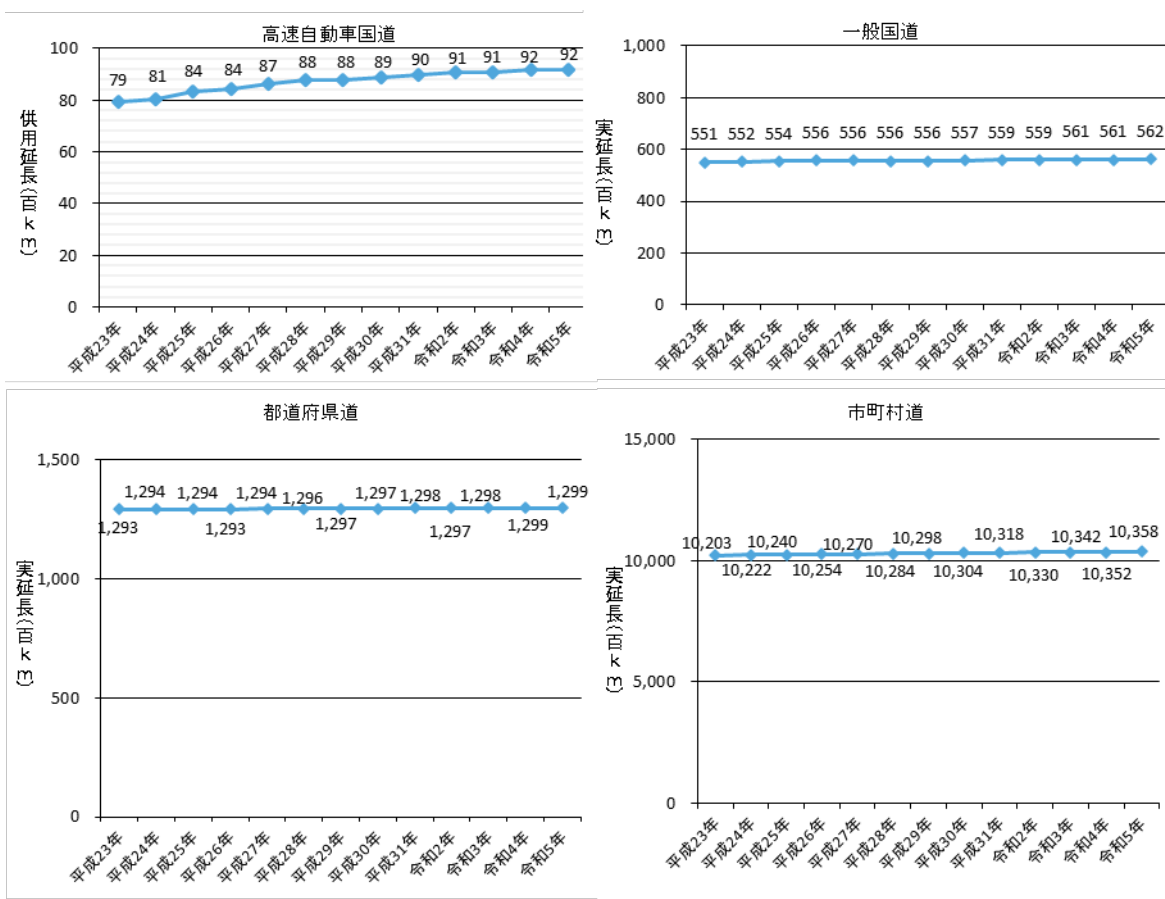 高速自動車国道
100
80
60
40
20
0
供用延長(百km)
79 81 84 84 87 88 88 89 90 91 91 92 92
平成23年 平成24年 平成25年 平成26年 平成27年 平成28年 平成29年 平成30年 平成31年 令和2年 令和3年 令和4年 令和5年
一般国道
1,000
800
600
400
200
0
実延長(百km)
551 552 554 556 556 556 556 557 559 559 561 561 562
平成23年 平成24年 平成25年 平成26年 平成27年 平成28年 平成29年 平成30年 平成31年 令和2年 令和3年 令和4年 令和5年
都道府県道
1,500
1,000
500
0
実延長(百km)
1,293 1,294 1,294 1,293 1,294 1,296 1,297 1,297 1,298 1,297 1,298 1,299 1,299
平成23年 平成24年 平成25年 平成26年 平成27年 平成28年 平成29年 平成30年 平成31年 令和2年 令和3年 令和4年 令和5年
市町村道
15,000
10,000
5,000
0
実延長(百km)
10,203 10,222 10,240 10,254 10,270 10,284 10,298 10,304 10,318 10,330 10,342 10,352 10,358
平成23年 平成24年 平成25年 平成26年 平成27年 平成28年 平成29年 平成30年 平成31年 令和2年 令和3年 令和4年 令和5年